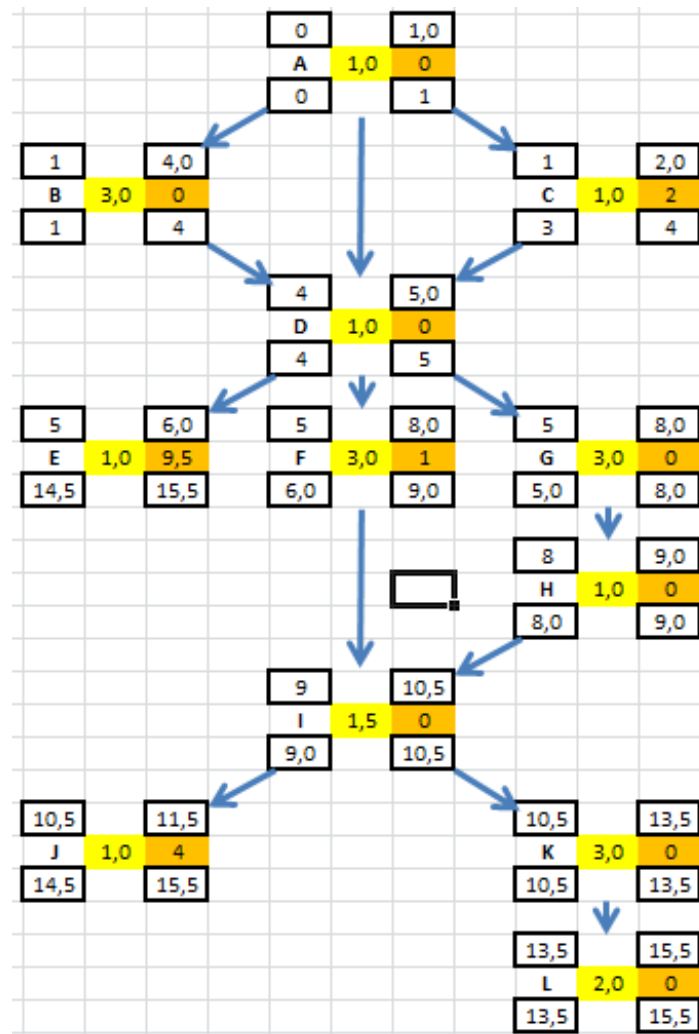 0 1,0
A 1,0 0
0 1
1 4,0 1 2,0
B 3,0 0 C 1,0 2
1 4 3 4
4 5,0
D 1,0 0
4 5
5 6,0 5 8,0 5 8,0
E 1,0 9,5 F 3,0 1 G 3,0 0
14,5 15,5 6,0 9,0 5,0 8,0
8 9,0
H 1,0 0
8,0 9,0
9 10,5
I 1,5 0
9,0 10,5
10,5 11,5 10,5 13,5
J 1,0 4 K 3,0 0
14,5 15,5 10,5 13,5
13,5 15,5
L 2,0 0
13,5 15,5